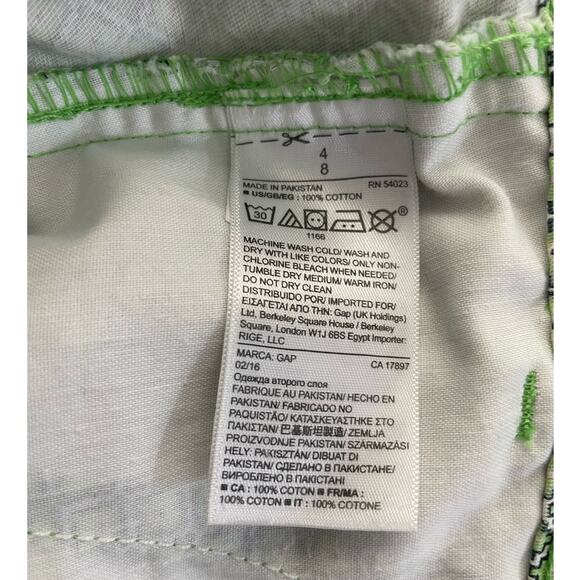 4
8
MADE IN PAKISTAN RN 54023
■ US/GB/EG : 100% COTTON
30 ®
1166
MACHINE WASH COLD/ WASH AND
DRY WITH LIKE COLORS/ ONLY NON-
CHLORINE BLEACH WHEN NEEDED/
TUMBLE DRY MEDIUM/ WARM IRON/
DO NOT DRY CLEAN
DISTRIBUIDO POR/ IMPORTED FOR/
ΕΙΣΑΓΕΤΑΙ ΑΠΟ ΤΗΝ: Gap (UK Holdings)
Ltd, Berkeley Square House / Berkeley
Square, London W1J 6BS Egypt Importer:
RIGE, LLC
MARCA: GAP CA 17897
02/16
Одежда второго слоя
FABRIQUE AU PAKISTAN/ HECHO EN
PAKISTAN/ FABRICADO NO
PAQUISTÃO/ ΚΑΤΑΣΚΕΥΑΣΤΗΚΕ ΣΤΟ
ΠΑΚΙΣΤΑΝ/ 巴基斯坦製造/ ZEMLJA
PROIZVODNJE PAKISTAN/ SZÁRMAZÁSI
HELY: PAKISZTÁN/ DIBUAT DI
PAKISTAN/ СДЕЛАНО В ПАКИСТАНЕ/
ВИРОБЛЕНО В ПАКІСТАНІ
■ CA : 100% COTON ■ FR/MA :
100% COTON ■ IT : 100% COTONE